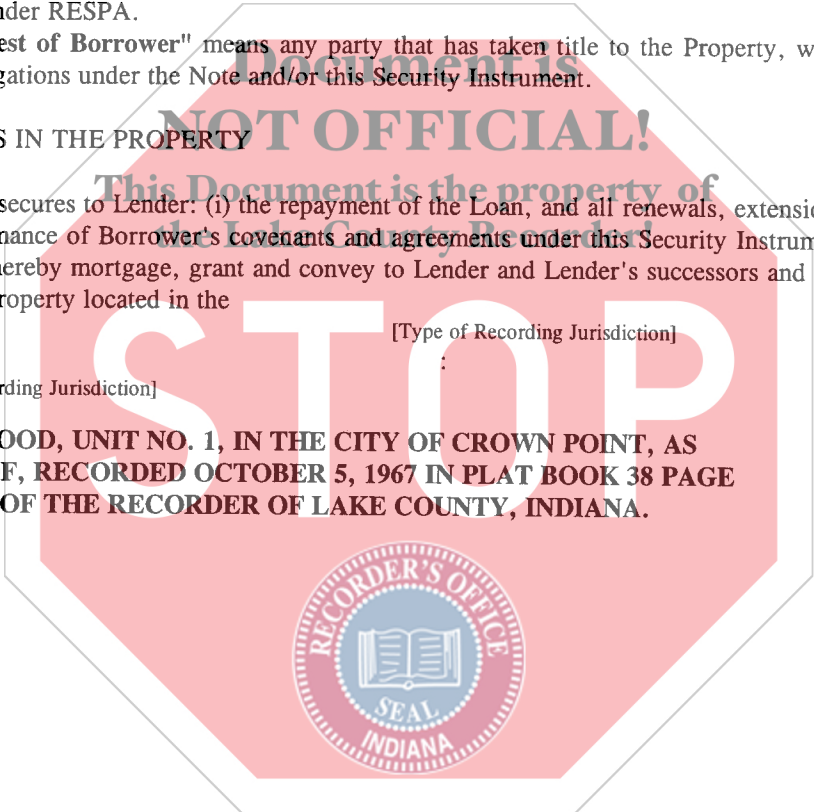 nder RESPA.
est of Borrower" means any party that has taken title to the Property, w
gations under the Note and/or this Security Instrument.
Document is
NOT OFFICIAL!
S IN THE PROPERTY
This Document is the property of
the Lake County Recorder!
secures to Lender: (i) the repayment of the Loan, and all renewals, extensi
nance of Borrower's covenants and agreements under this Security Instrum
ereby mortgage, grant and convey to Lender and Lender's successors and
roperty located in the
[Type of Recording Jurisdiction]
:
rding Jurisdiction]
STOP
OOD, UNIT NO. 1, IN THE CITY OF CROWN POINT, AS
F, RECORDED OCTOBER 5, 1967 IN PLAT BOOK 38 PAGE
OF THE RECORDER OF LAKE COUNTY, INDIANA.
RECORDER'S OFFICE
SEAL
INDIANA